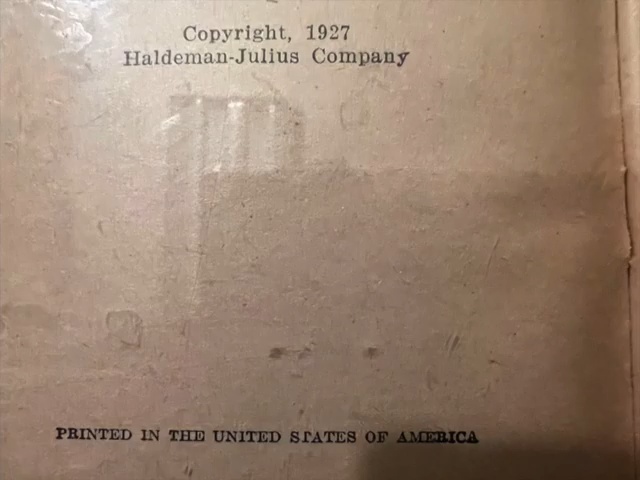 Copyright, 1927
Haldeman-Julius Company
PRINTED IN THE UNITED STATES OF AMERICA